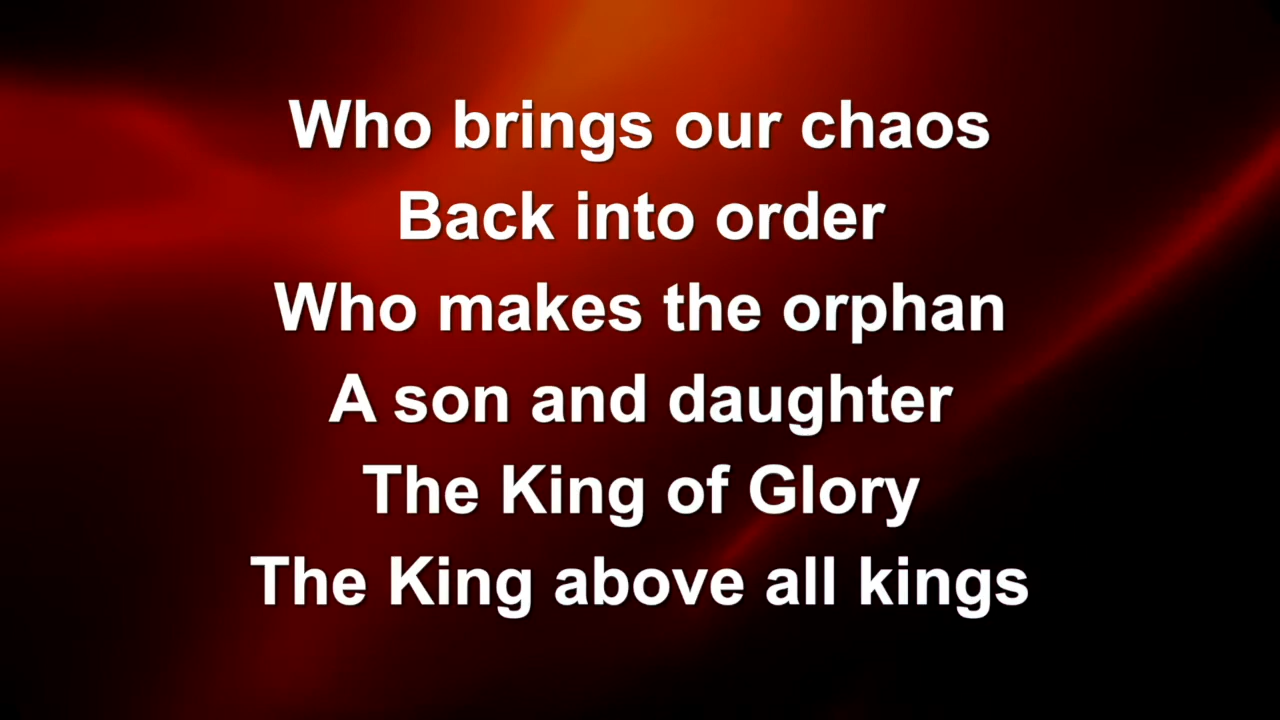 Who brings our chaos
Back into order
Who makes the orphan
A son and daughter
The King of Glory
The King above all kings